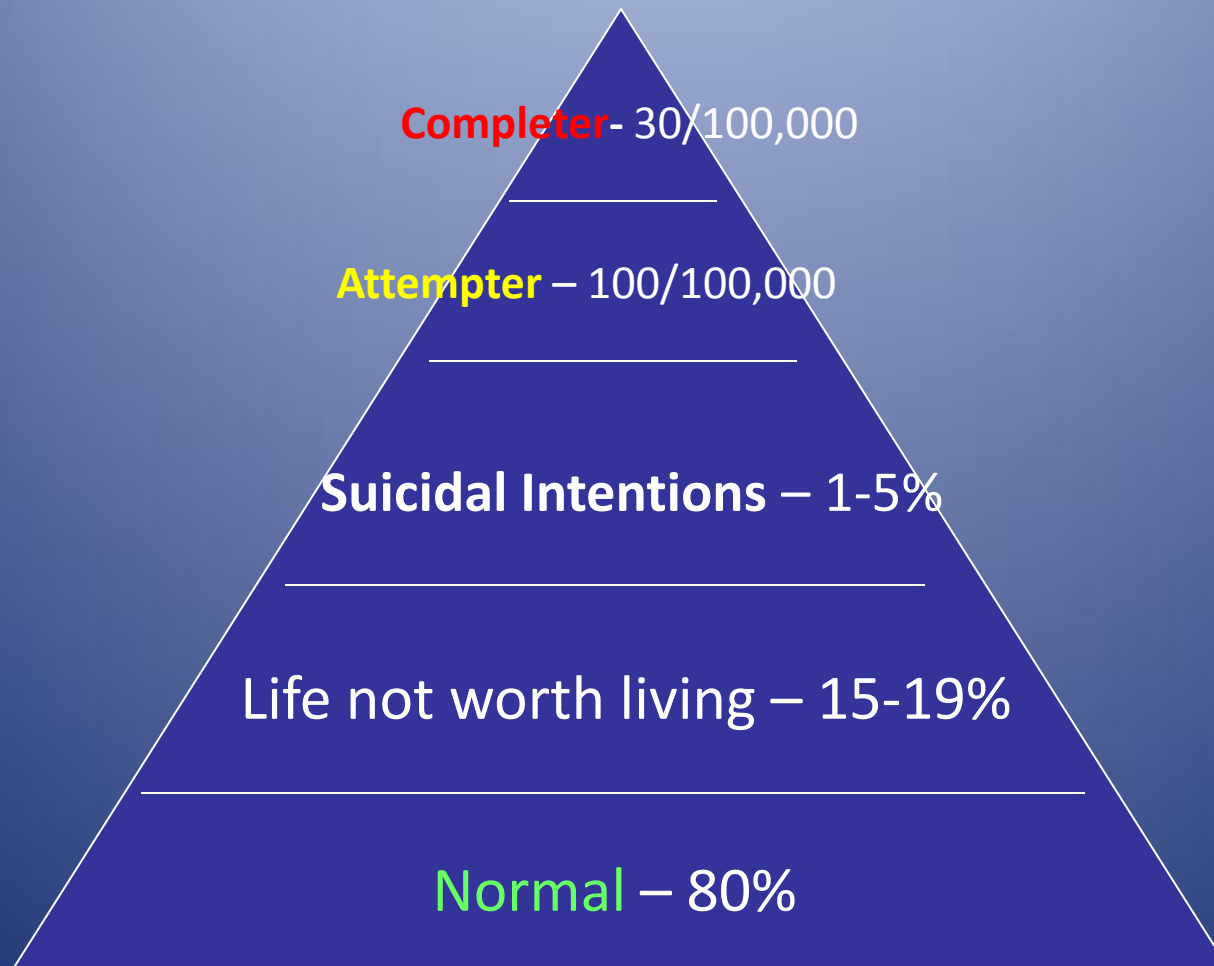 Completer- 30/100,000
Attempter – 100/100,000
Suicidal Intentions – 1-5%
Life not worth living – 15-19%
Normal – 80%